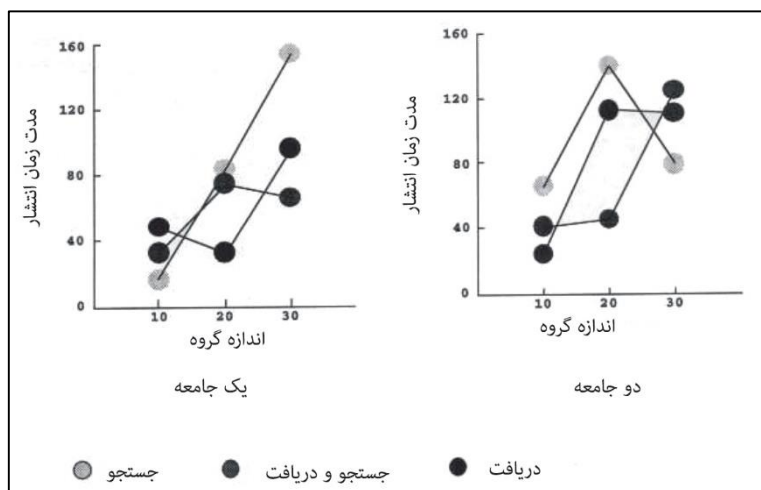 مدت زمان انتشار
160
120
80
40
0
10 20 30
اندازه گروه
یک جامعه
مدت زمان انتشار
160
120
80
40
0
10 20 30
اندازه گروه
دو جامعه
دریافت
جستجو و دریافت
جستجو